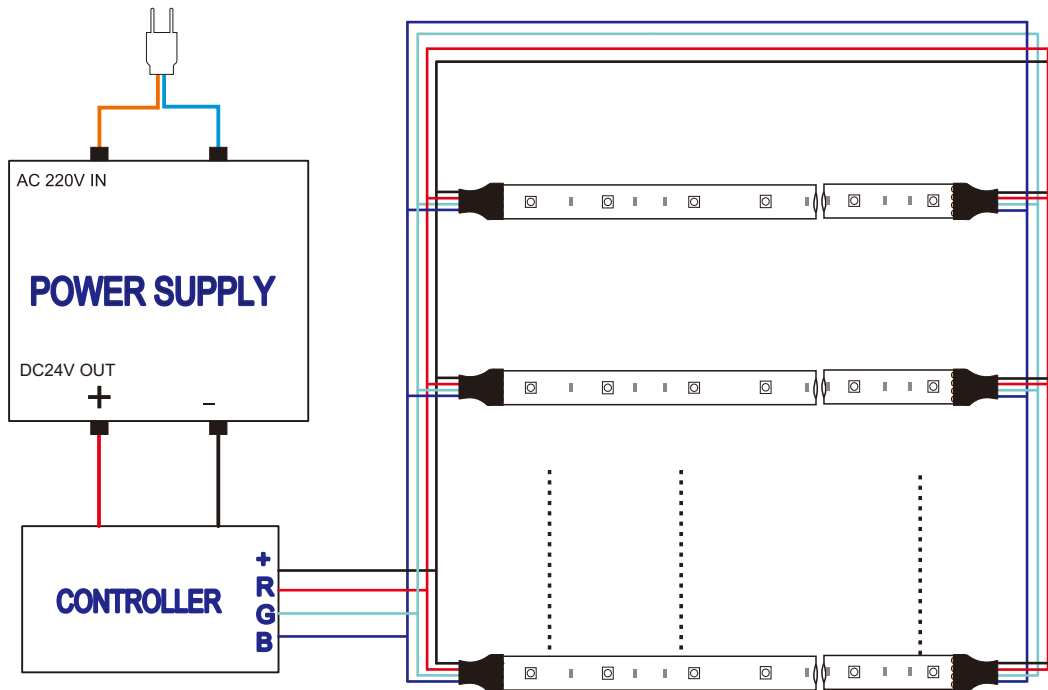 AC 220V IN
POWER SUPPLY
DC24V OUT
+ −
CONTROLLER
+
R
G
B